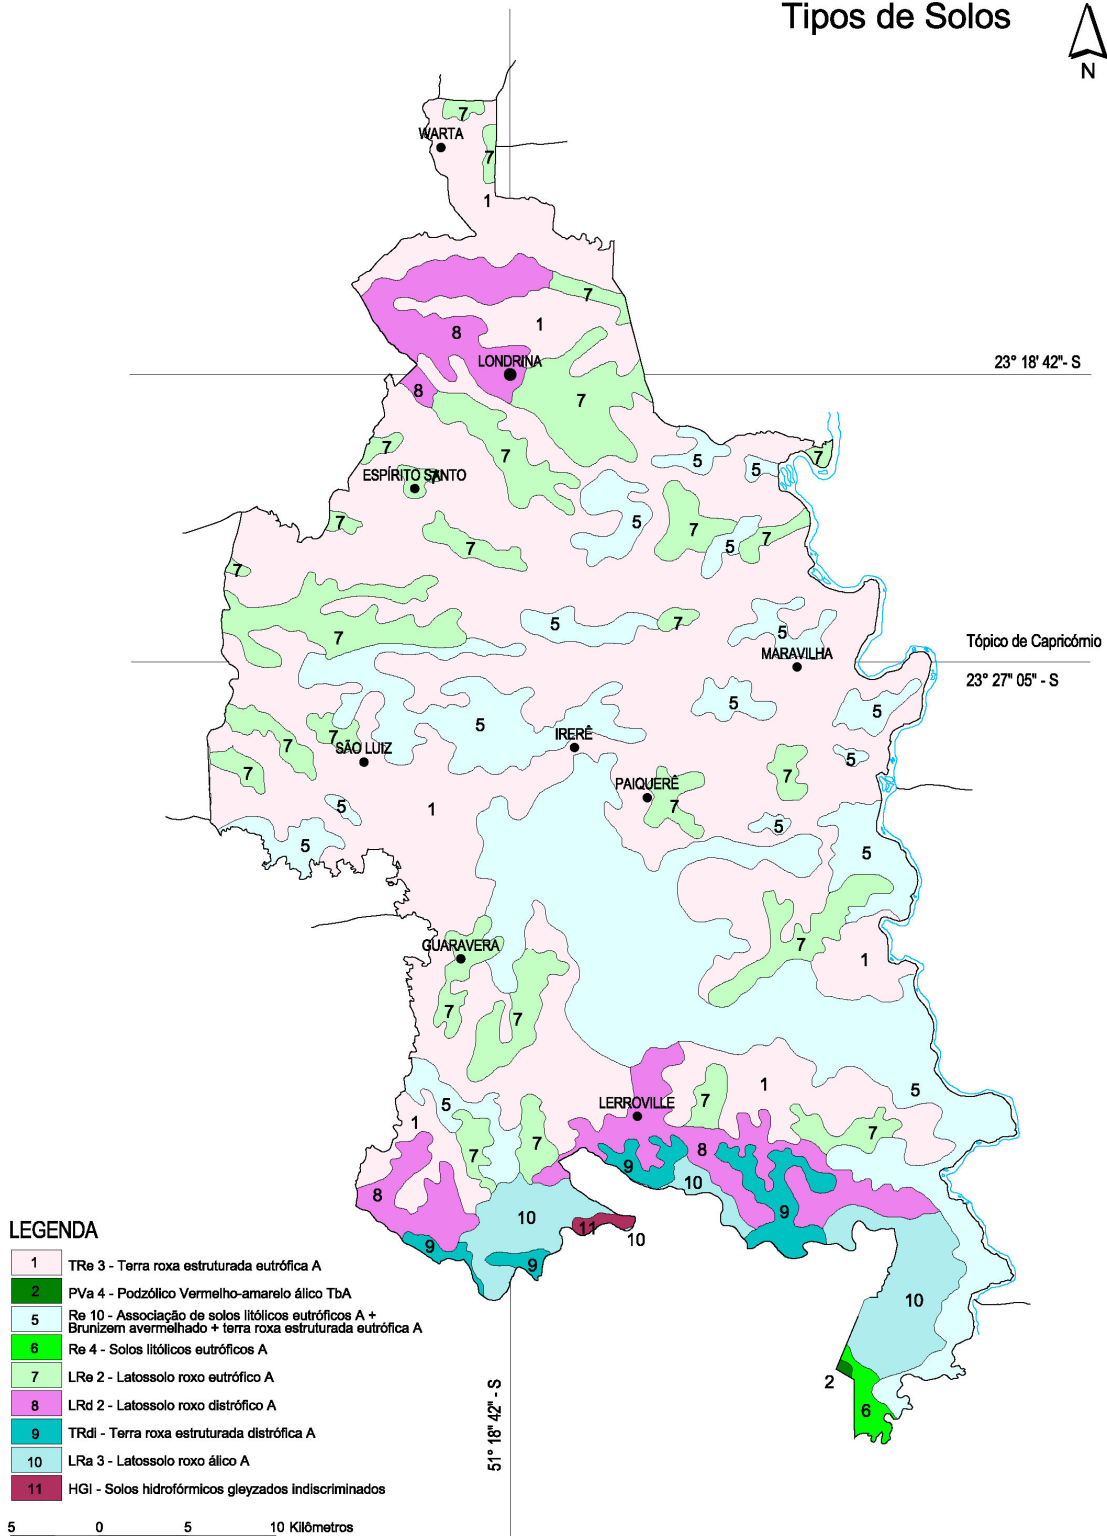 Tipos de Solos
N
7
WARTA
7
1
7
1
8
LONDRINA
23° 18' 42"- S
8
7
7
7
5
5
7
ESPÍRITO SANTO
7
7
5
7
7
7
5
7
7
5
7
5
7
MARAVILHA
Tópico de Capricórnio
23° 27" 05" - S
5
5
5
7
7
SÃO LUIZ
IRERÊ
5
7
7
PAIQUERÊ
7
5
1
5
5
5
GUARAVERA
7
1
7
7
1
7
5
LERROVILLE
5
1
7
7
7
8
9
10
8
9
10
11
10
9
9
10
2
6
LEGENDA
1 TRe 3 - Terra roxa estruturada eutrófica A
2 PVa 4 - Podzólico Vermelho-amarelo álico TbA
5 Re 10 - Associação de solos litólicos eutróficos A +
Brunizem avermelhado + terra roxa estruturada eutrófica A
6 Re 4 - Solos litólicos eutróficos A
7 LRe 2 - Latossolo roxo eutrófico A
8 LRd 2 - Latossolo roxo distrófico A
9 TRdi - Terra roxa estruturada distrófica A
10 LRa 3 - Latossolo roxo álico A
11 HGI - Solos hidrofórmicos gleyzados indiscriminados
51° 18" 42" - S
5 0 5 10 Kilômetros